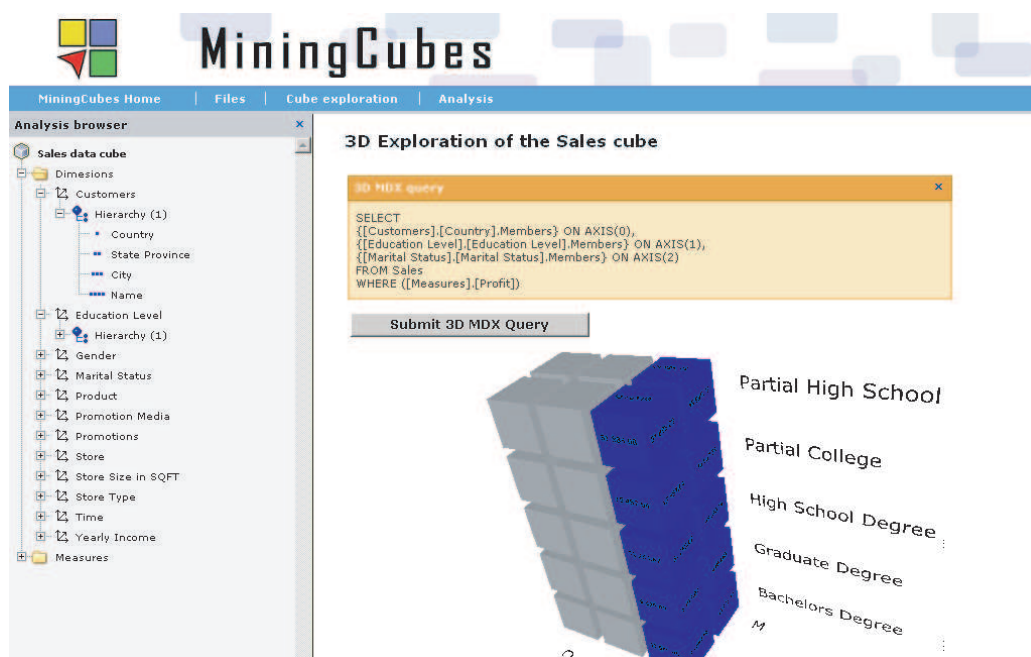 MiningCubes
MiningCubes Home | Files | Cube exploration | Analysis
Analysis browser ×
Sales data cube
Dimesions
Customers
Hierarchy (1)
Country
State Province
City
Name
Education Level
Hierarchy (1)
Gender
Marital Status
Product
Promotion Media
Promotions
Store
Store Size in SQFT
Store Type
Time
Yearly Income
Measures
3D Exploration of the Sales cube
3D MDX query ×
SELECT
{[Customers].[Country].Members} ON AXIS(0),
{[Education Level].[Education Level].Members} ON AXIS(1),
{[Marital Status].[Marital Status].Members} ON AXIS(2)
FROM Sales
WHERE ([Measures].[Profit])
Submit 3D MDX Query
Partial High School
Partial College
High School Degree
Graduate Degree
Bachelors Degree
M